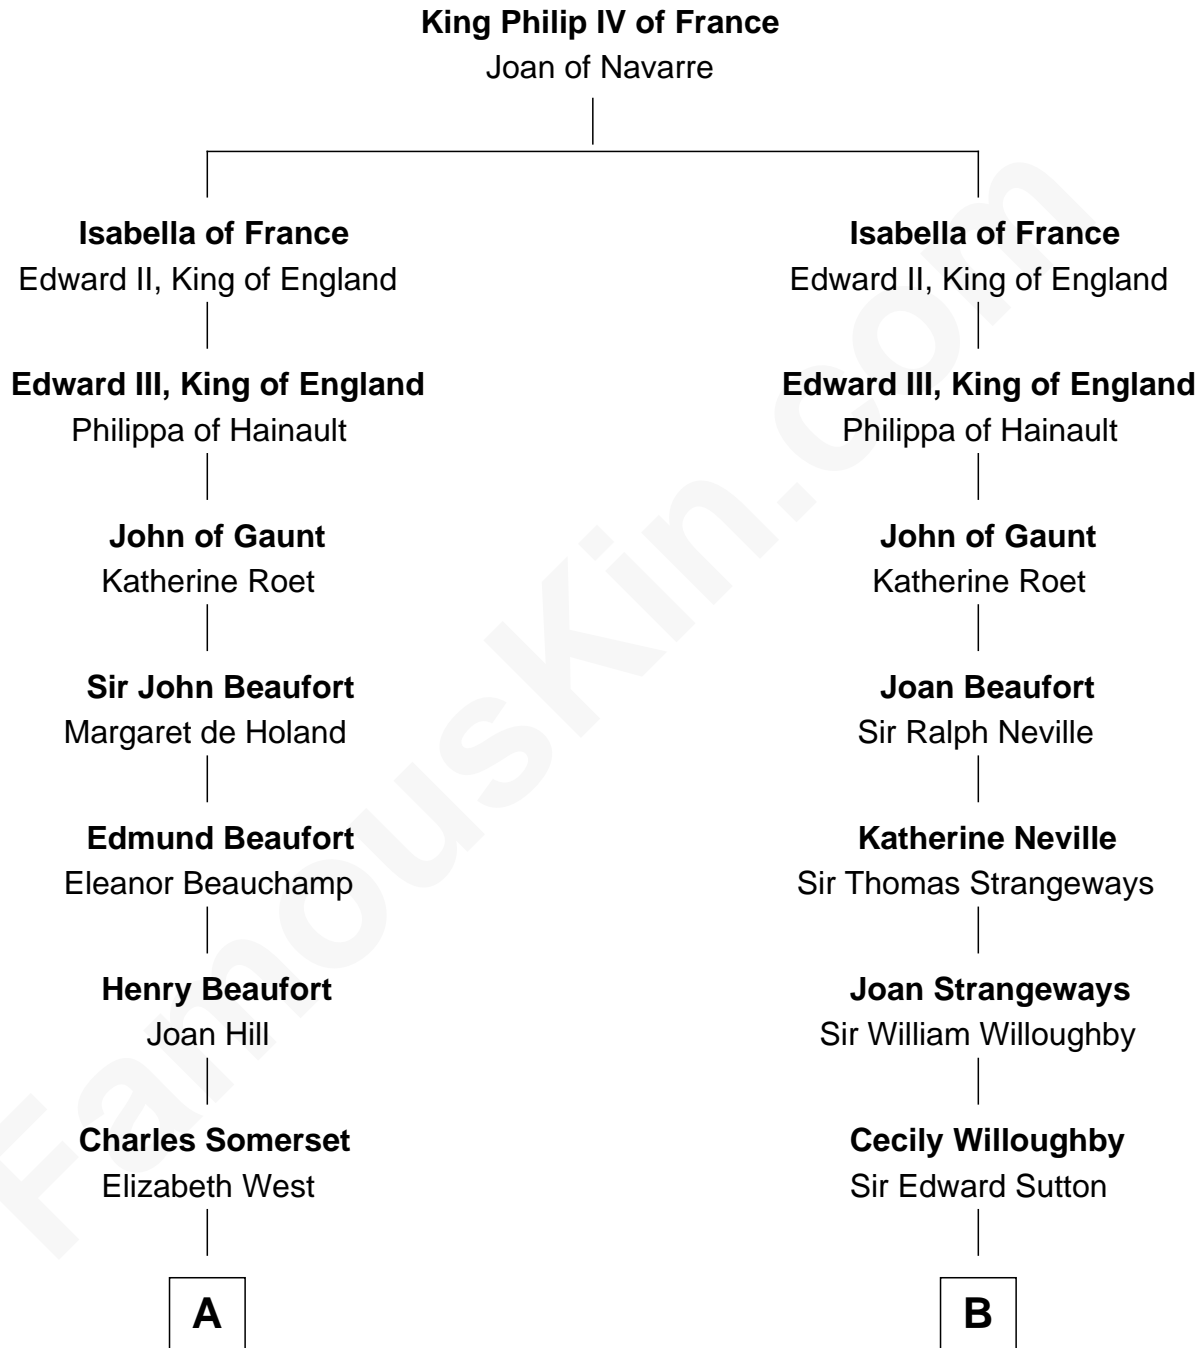 King Philip IV of France
Joan of Navarre
Isabella of France
Edward II, King of England
Edward III, King of England
Philippa of Hainault
John of Gaunt
Katherine Roet
Sir John Beaufort
Margaret de Holand
Edmund Beaufort
Eleanor Beauchamp
Henry Beaufort
Joan Hill
Charles Somerset
Elizabeth West
A
Isabella of France
Edward II, King of England
Edward III, King of England
Philippa of Hainault
John of Gaunt
Katherine Roet
Joan Beaufort
Sir Ralph Neville
Katherine Neville
Sir Thomas Strangeways
Joan Strangeways
Sir William Willoughby
Cecily Willoughby
Sir Edward Sutton
B
FamousKin.com